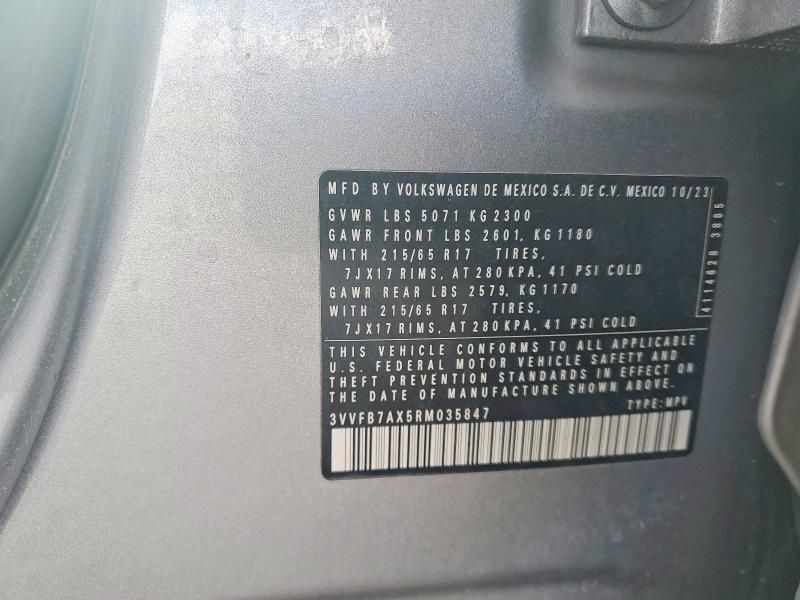 MFD BY VOLKSWAGEN DE MEXICO S.A. DE C.V. MEXICO 10/23
GVWR LBS 5071 KG 2300
GAWR FRONT LBS 2601, KG 1180
WITH 215/65 R17 TIRES,
7JX17 RIMS, AT 280 KPA, 41 PSI COLD
GAWR REAR LBS 2579, KG 1170
WITH 215/65 R17 TIRES,
7JX17 RIMS, AT 280 KPA, 41 PSI COLD
THIS VEHICLE CONFORMS TO ALL APPLICABLE
U.S. FEDERAL MOTOR VEHICLE SAFETY AND
THEFT PREVENTION STANDARDS IN EFFECT ON
THE DATE OF MANUFACTURE SHOWN ABOVE.
3VVFB7AX5RM035847 TYPE: MPV
4114628 3885